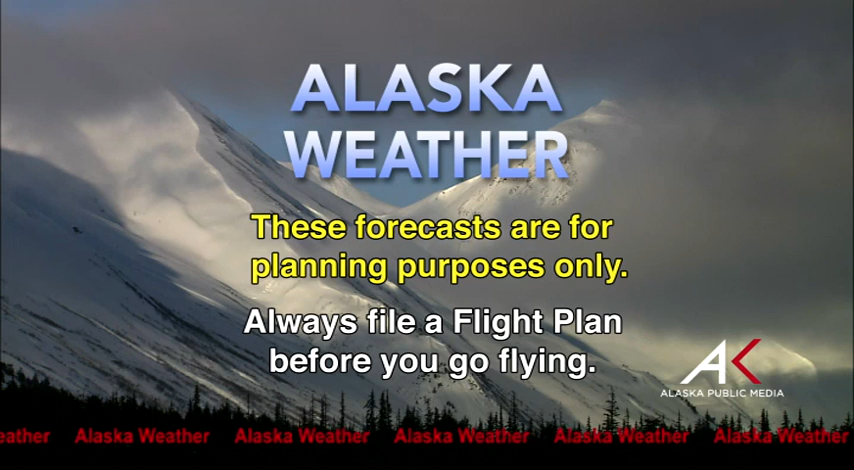 ALASKA
WEATHER
These forecasts are for
planning purposes only.
Always file a Flight Plan
before you go flying.
AK
ALASKA PUBLIC MEDIA
eather Alaska Weather Alaska Weather Alaska Weather Alaska Weather Alaska Weather